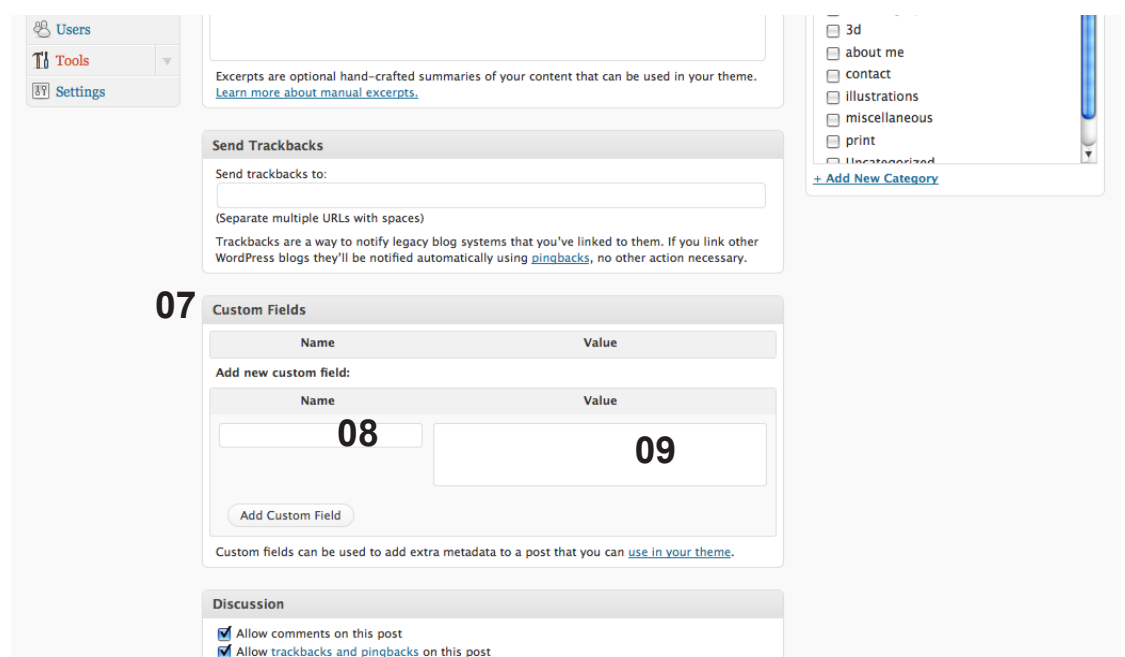 Users
Tools
Settings
Excerpts are optional hand-crafted summaries of your content that can be used in your theme.
Learn more about manual excerpts.
Send Trackbacks
Send trackbacks to:
(Separate multiple URLs with spaces)
Trackbacks are a way to notify legacy blog systems that you've linked to them. If you link other
WordPress blogs they'll be notified automatically using pingbacks, no other action necessary.
07
Custom Fields
Name Value
Add new custom field:
Name Value
08
09
Add Custom Field
Custom fields can be used to add extra metadata to a post that you can use in your theme.
Discussion
Allow comments on this post
Allow trackbacks and pingbacks on this post
3d
about me
contact
illustrations
miscellaneous
print
Uncategorized
+ Add New Category